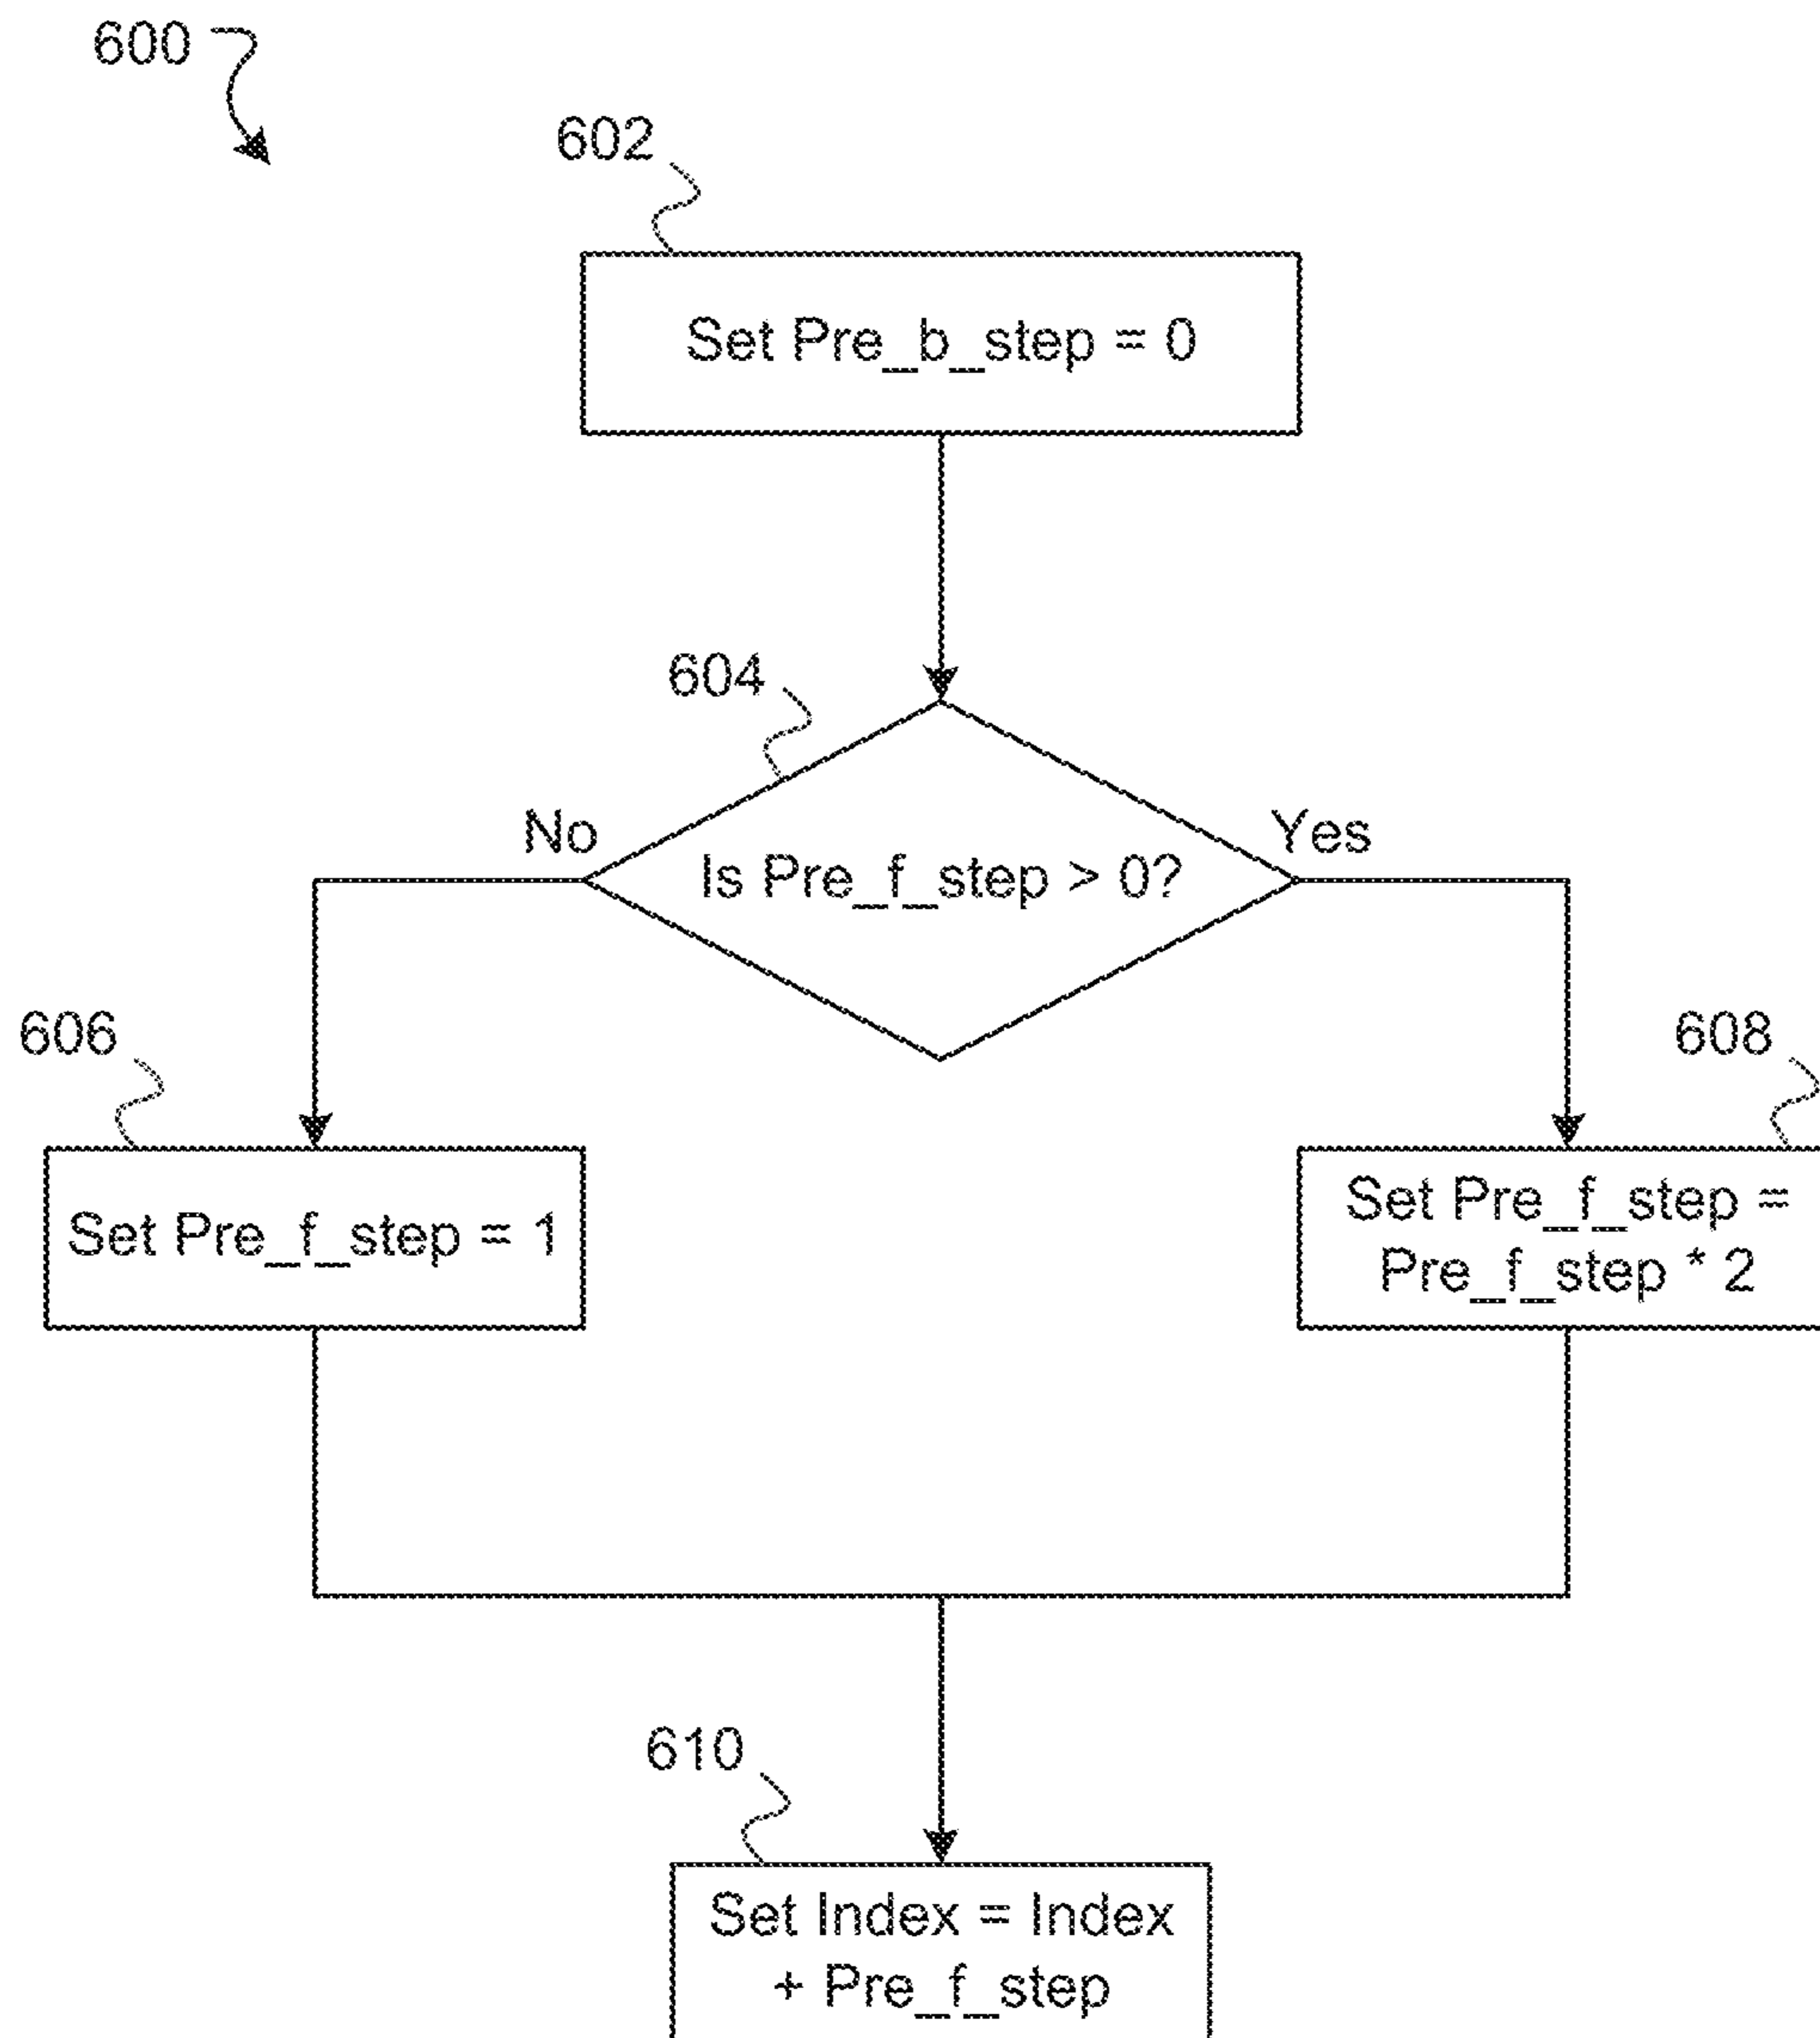 600
602
Set Pre_b_step = 0
604
No
Yes
Is Pre_f_step > 0?
606
608
Set Pre_f_step = 1
Set Pre_f_step =
Pre_f_step * 2
610
Set Index = Index
+ Pre_f_step